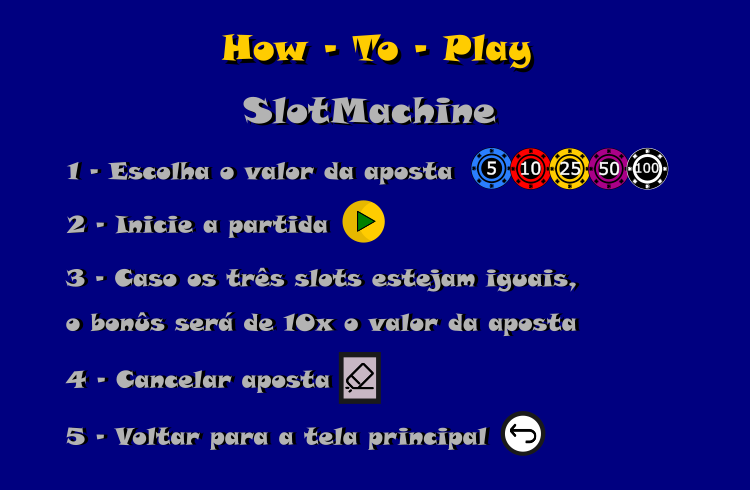 How - To - Play
SlotMachine
1 - Escolha o valor da aposta 5 10 25 50 100
2 - Inicie a partida
3 - Caso os três slots estejam iguais,
o bonûs será de 10x o valor da aposta
4 - Cancelar aposta
5 - Voltar para a tela principal